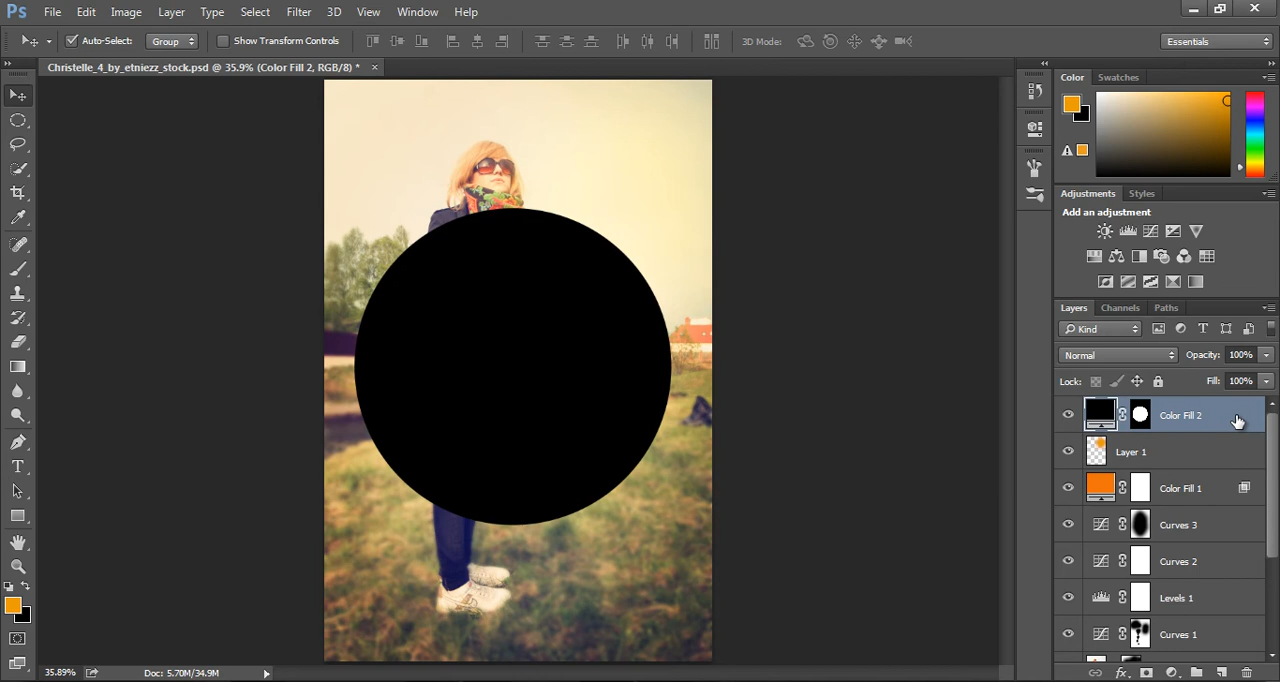 Ps File Edit Image Layer Type Select Filter 3D View Window Help
Auto-Select: Group Show Transform Controls 3D Mode: Essentials
Christelle_4_by_etniezz_stock.psd @ 35.9% (Color Fill 2, RGB/8) *
Color Swatches
Adjustments Styles
Add an adjustment
Layers Channels Paths
Kind
Normal Opacity: 100%
Lock: Fill: 100%
Color Fill 2
Layer 1
Color Fill 1
Curves 3
Curves 2
Levels 1
Curves 1
35.89% Doc: 5.70M/34.9M